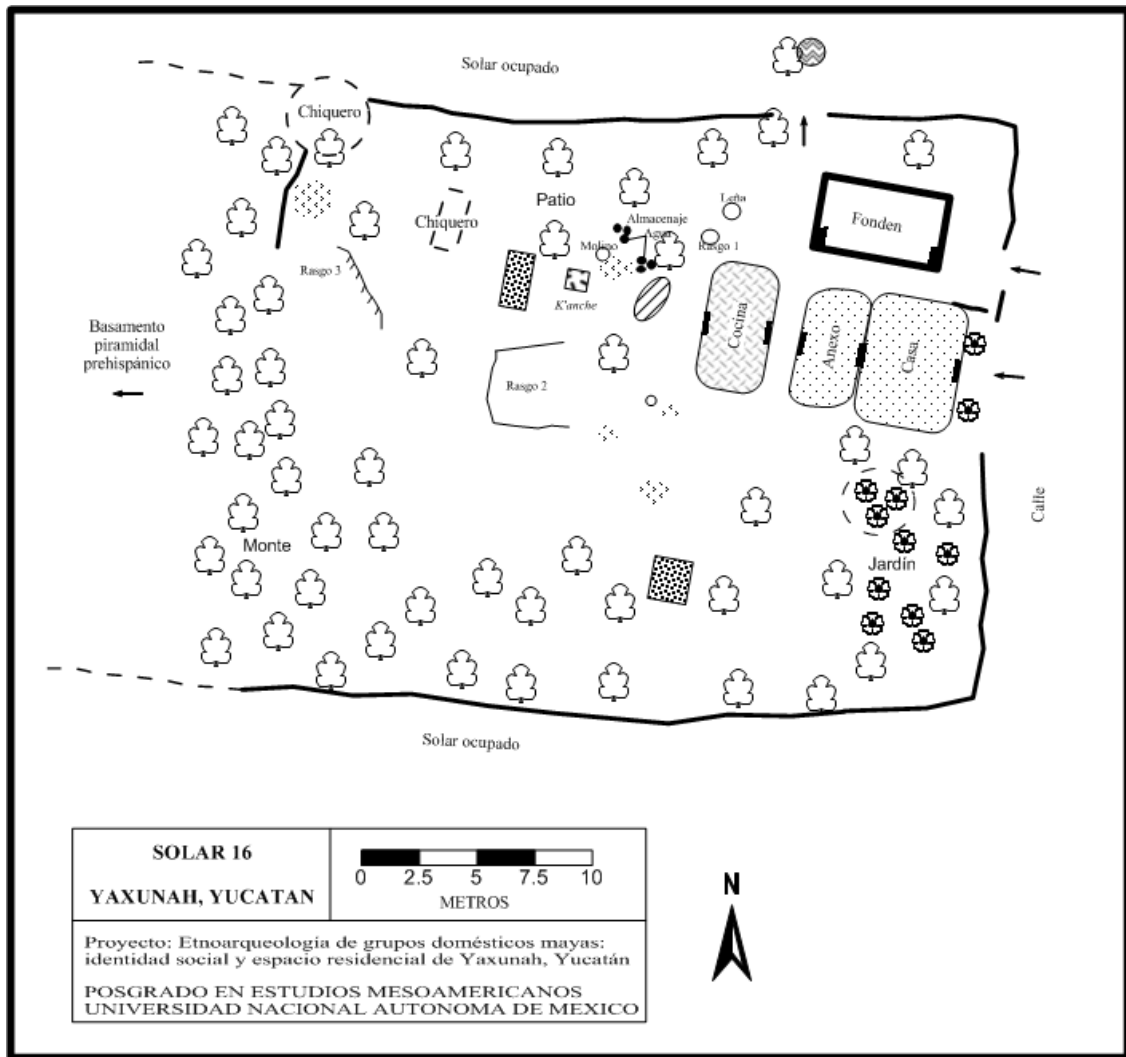 Solar ocupado
Chiquero
Patio
Leña
Chiquero
Almacenaje
Agua
Fonden
Molino
Rasgo 1
Rasgo 3
K'anche
Basamento
piramidal
prehispánico
Cocina
Anexo
Casa
Rasgo 2
Calle
Monte
Jardín
Solar ocupado
SOLAR 16
YAXUNAH, YUCATAN
0 2.5 5 7.5 10
METROS
N
Proyecto: Etnoarqueología de grupos domésticos mayas:
identidad social y espacio residencial de Yaxunah, Yucatán
POSGRADO EN ESTUDIOS MESOAMERICANOS
UNIVERSIDAD NACIONAL AUTONOMA DE MEXICO